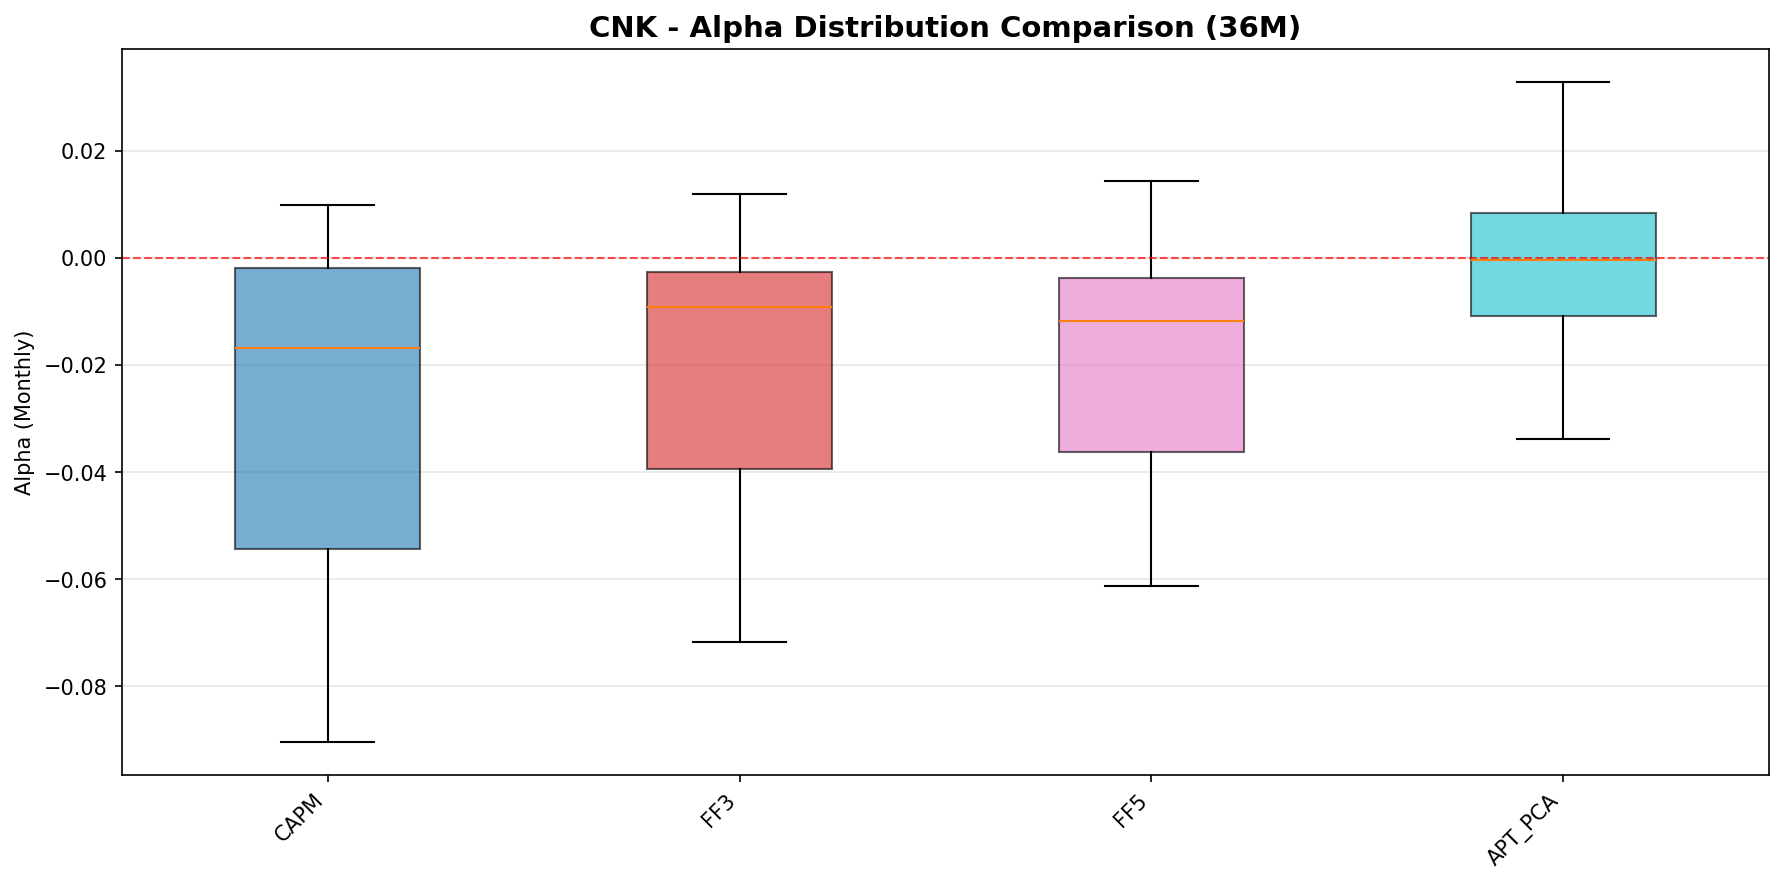 CNK - Alpha Distribution Comparison (36M)
Alpha (Monthly)
0.02
0.00
−0.02
−0.04
−0.06
−0.08
CAPM
FF3
FF5
APT_PCA